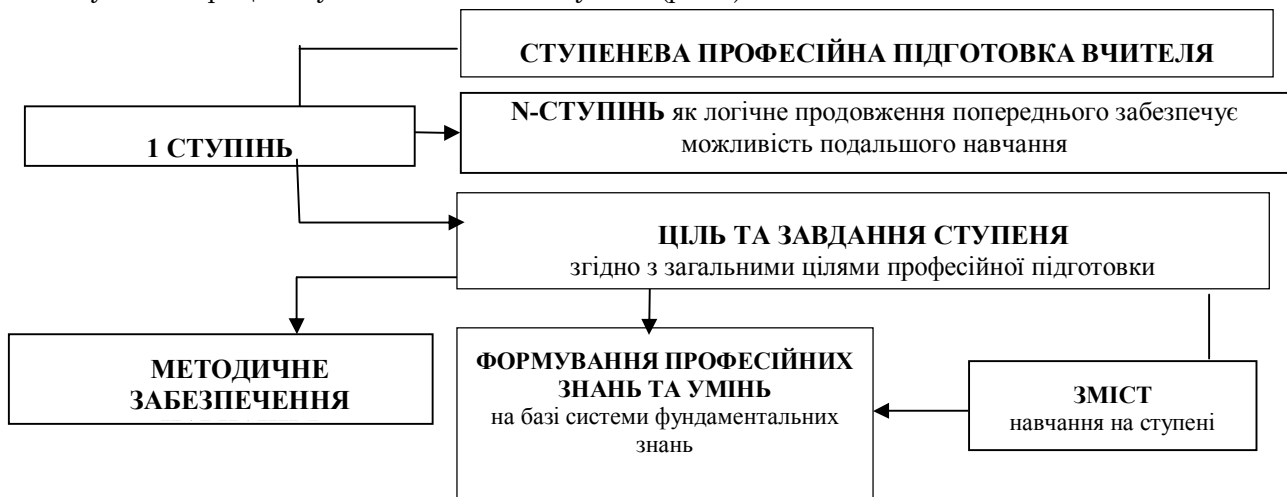 СТУПЕНЕВА ПРОФЕСІЙНА ПІДГОТОВКА ВЧИТЕЛЯ
N-СТУПІНЬ як логічне продовження попереднього забезпечує
можливість подальшого навчання
1 СТУПІНЬ
ЦІЛЬ ТА ЗАВДАННЯ СТУПЕНЯ
згідно з загальними цілями професійної підготовки
МЕТОДИЧНЕ
ЗАБЕЗПЕЧЕННЯ
ФОРМУВАННЯ ПРОФЕСІЙНИХ
ЗНАНЬ ТА УМІНЬ
на базі системи фундаментальних
знань
ЗМІСТ
навчання на ступені